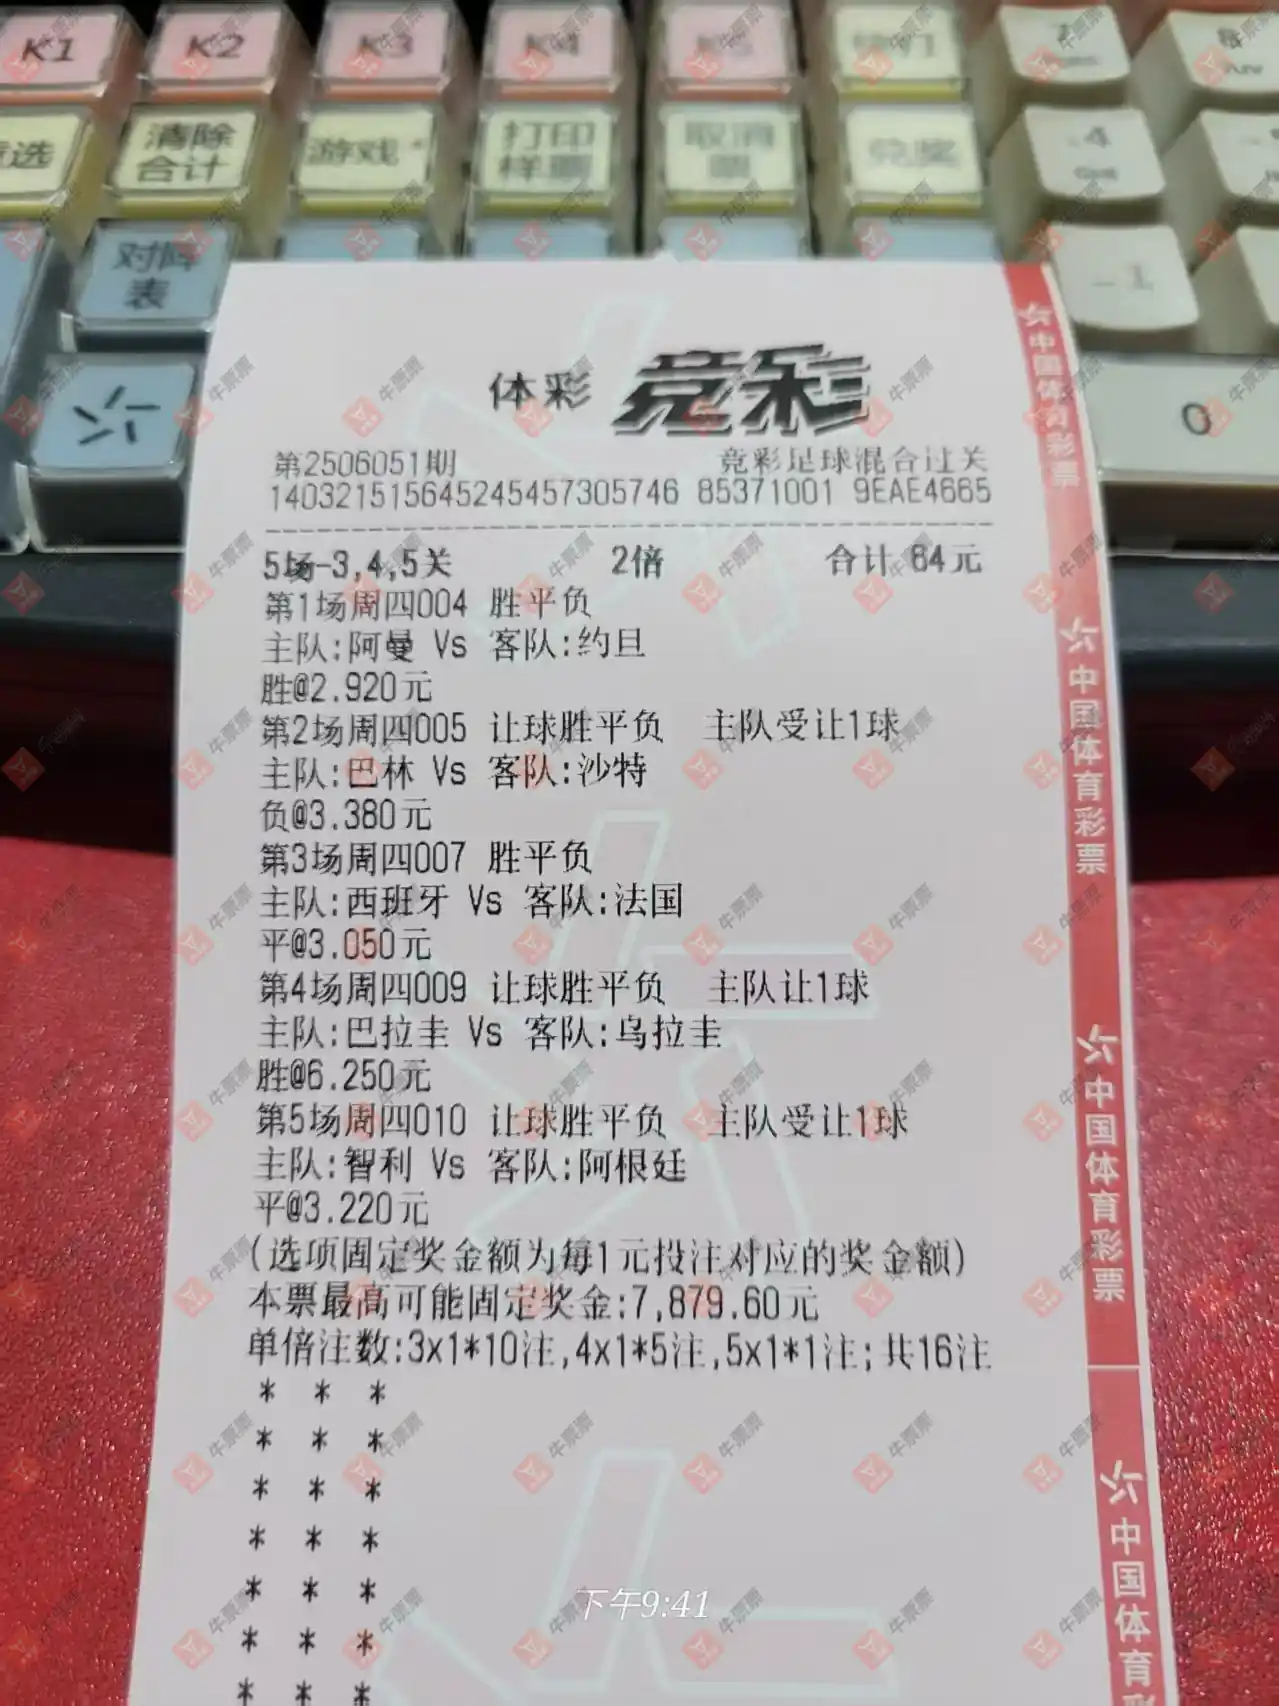 K1 K2 K3 K4
清除合计 游戏 打印样票 取消票 兑奖
对阵表
-4
-1
0
体彩 竞彩
第2506051期 竞彩足球混合过关
140321515645245457305746 85371001 9EAE4665
5场-3,4,5关 2倍 合计 64元
第1场周四004 胜平负
主队:阿曼 Vs 客队:约旦
胜@2.920元
第2场周四005 让球胜平负 主队受让1球
主队:巴林 Vs 客队:沙特
负@3.380元
第3场周四007 胜平负
主队:西班牙 Vs 客队:法国
平@3.050元
第4场周四009 让球胜平负 主队让1球
主队:巴拉圭 Vs 客队:乌拉圭
胜@6.250元
第5场周四010 让球胜平负 主队受让1球
主队:智利 Vs 客队:阿根廷
平@3.220元
(选项固定奖金额为每1元投注对应的奖金额)
本票最高可能固定奖金:7,879.60元
单倍注数:3x1*10注,4x1*5注,5x1*1注;共16注
* * *
* * *
* * *
* * *
* * *
* * *
* * *
下午9:41
中国体育彩票
中国体育彩票
中国体育彩票
中国体育彩
牛票票